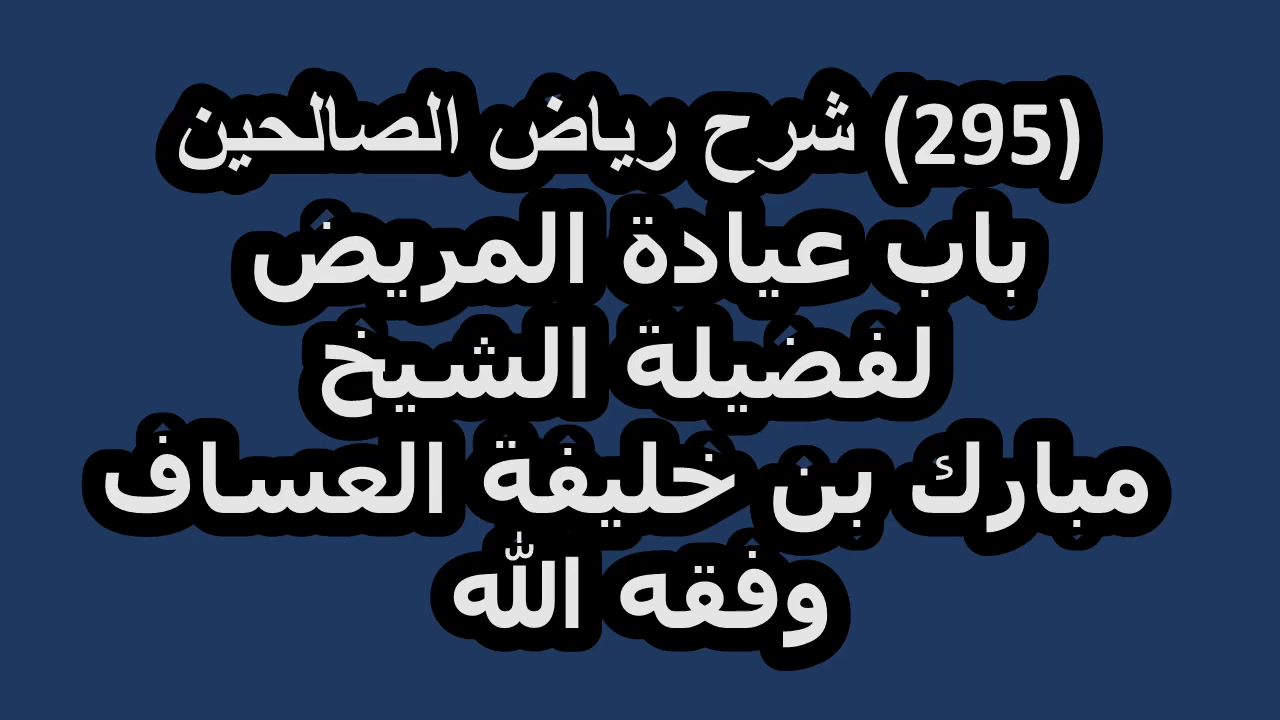 (295) شرح رياض الصالحين
باب عيادة المريض
لفضيلة الشيخ
مبارك بن خليفة العساف
وفقه الله